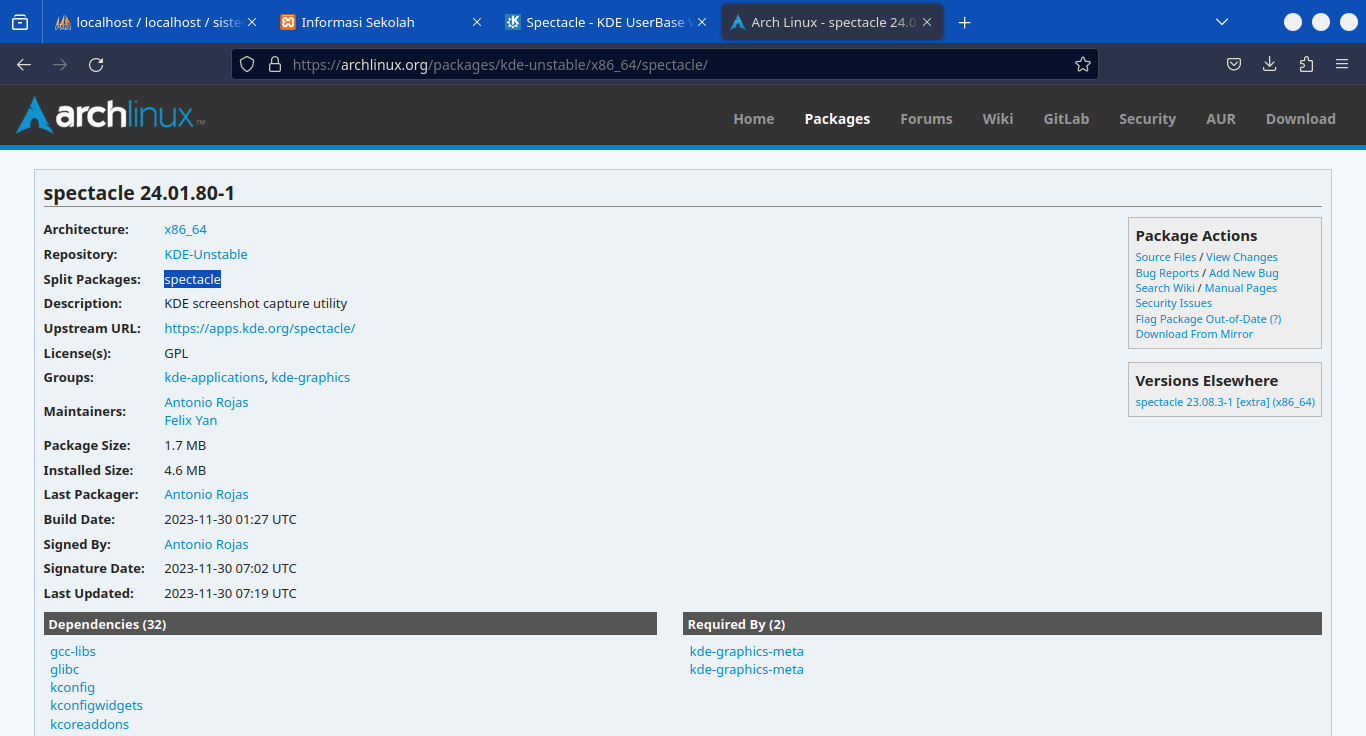 localhost / localhost / siste
Informasi Sekolah
Spectacle - KDE UserBase W
Arch Linux - spectacle 24.0
https://archlinux.org/packages/kde-unstable/x86_64/spectacle/
archlinux™
Home Packages Forums Wiki GitLab Security AUR Download
spectacle 24.01.80-1
Architecture: x86_64
Repository: KDE-Unstable
Split Packages: spectacle
Description: KDE screenshot capture utility
Upstream URL: https://apps.kde.org/spectacle/
License(s): GPL
Groups: kde-applications, kde-graphics
Maintainers: Antonio Rojas
Felix Yan
Package Size: 1.7 MB
Installed Size: 4.6 MB
Last Packager: Antonio Rojas
Build Date: 2023-11-30 01:27 UTC
Signed By: Antonio Rojas
Signature Date: 2023-11-30 07:02 UTC
Last Updated: 2023-11-30 07:19 UTC
Package Actions
Source Files / View Changes
Bug Reports / Add New Bug
Search Wiki / Manual Pages
Security Issues
Flag Package Out-of-Date (?)
Download From Mirror
Versions Elsewhere
spectacle 23.08.3-1 [extra] (x86_64)
Dependencies (32)
gcc-libs
glibc
kconfig
kconfigwidgets
kcoreaddons
Required By (2)
kde-graphics-meta
kde-graphics-meta